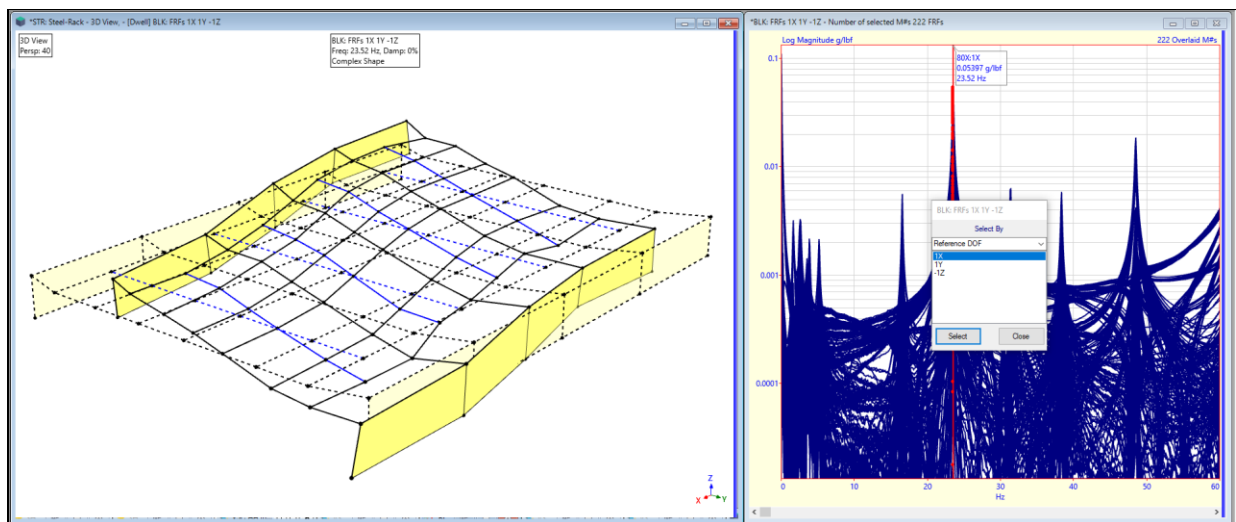 *STR: Steel-Rack - 3D View, - [Dwell] BLK: FRFs 1X 1Y -1Z
3D View
Persp: 40
BLK: FRFs 1X 1Y -1Z
Freq: 23.52 Hz, Damp: 0%
Complex Shape
Z
X
Y
*BLK: FRFs 1X 1Y -1Z - Number of selected M#s 222 FRFs
Log Magnitude g/lbf
222 Overlaid M#s
80X:1X
0.05397 g/lbf
23.52 Hz
0.1
0.01
0.001
0.0001
BLK: FRFs 1X 1Y -1Z
Select By
Reference DOF
1X
1Y
-1Z
Select
Close
0
10
20
30
40
50
60
Hz